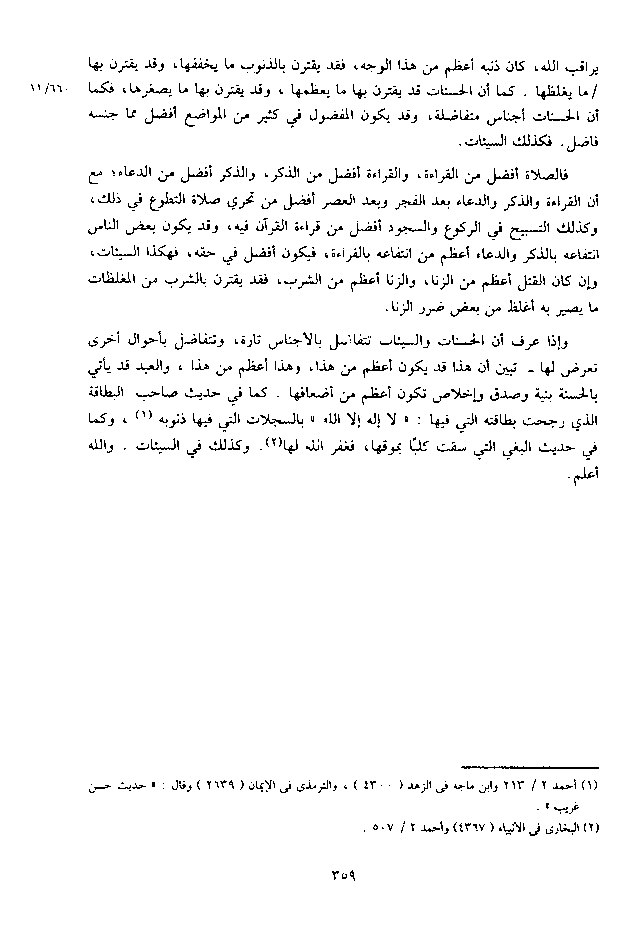 يراقب الله، كان ذنبه أعظم من هذا الوجه، فقد يقترن بالذنوب ما يخففها، وقد يقترن بها
١١/٦٦٠
/ما يغلظها . كما أن الحسنات قد يقترن بها ما يعظمها ، وقد يقترن بها ما يصغرها، فكما
أن الحسنات أجناس متفاضلة، وقد يكون المفضول في كثير من المواضع أفضل مما جنسه
فاضل. فكذلك السيئات.
فالصلاة أفضل من القراءة، والقراءة أفضل من الذكر، والذكر أفضل من الدعاء؛ مع
أن القراءة والذكر والدعاء بعد الفجر وبعد العصر أفضل من تحري صلاة التطوع في ذلك،
وكذلك التسبيح في الركوع والسجود أفضل من قراءة القرآن فيه، وقد يكون بعض الناس
انتفاعه بالذكر والدعاء أعظم من انتفاعه بالقراءة، فيكون أفضل في حقه، فهكذا السيئات،
وإن كان القتل أعظم من الزنا، والزنا أعظم من الشرب، فقد يقترن بالشرب من المغلظات
ما يصير به أغلظ من بعض ضرر الزنا.
وإذا عرف أن الحسنات والسيئات تتفاضل بالأجناس تارة، وتتفاضل بأحوال أخرى
تعرض لها ـ تبين أن هذا قد يكون أعظم من هذا، وهذا أعظم من هذا ، والعبد قد يأتي
بالحسنة بنية وصدق وإخلاص تكون أعظم من أضعافها . كما في حديث صاحب البطاقة
الذي رجحت بطاقته التي فيها : « لا إله إلا الله » بالسجلات التي فيها ذنوبه (١) ، وكما
في حديث البغي التي سقت كلبًا بموقها، فغفر الله لها(٢). وكذلك في السيئات . والله
أعلم.
(١) أحمد ٢ / ٢١٣ وابن ماجه في الزهد ( ٤٣٠٠ ) ، والترمذي في الإيمان ( ٢٦٣٩ ) وقال : « حديث حسن
غريب » .
(٢) البخاري في الأنبياء ( ٤٣٦٧) وأحمد ٢ / ٥٠٧ .
٣٥٩